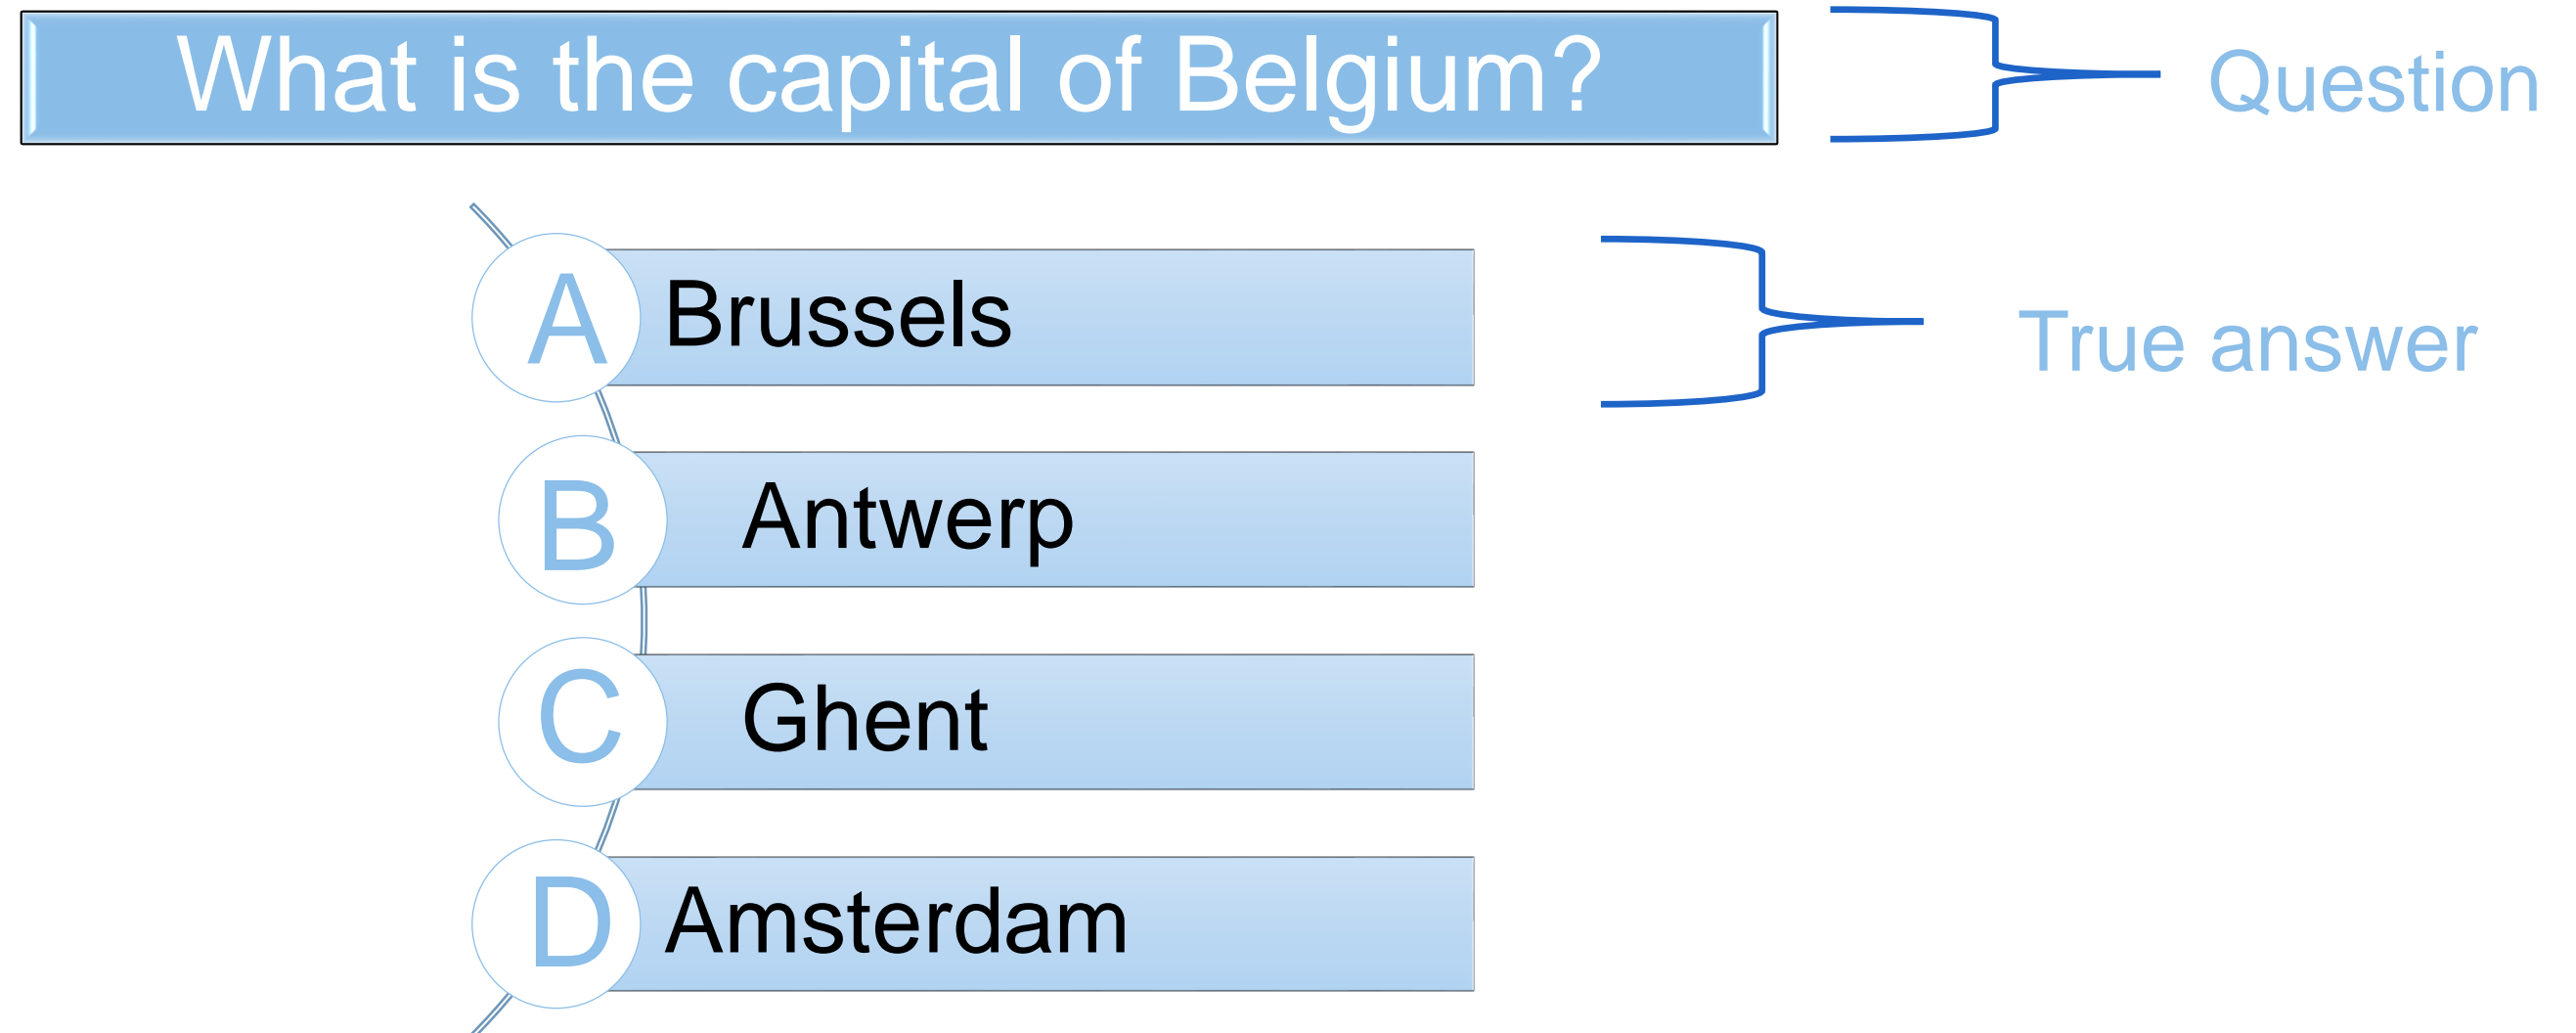 What is the capital of Belgium?
Question
A Brussels
True answer
B Antwerp
C Ghent
D Amsterdam